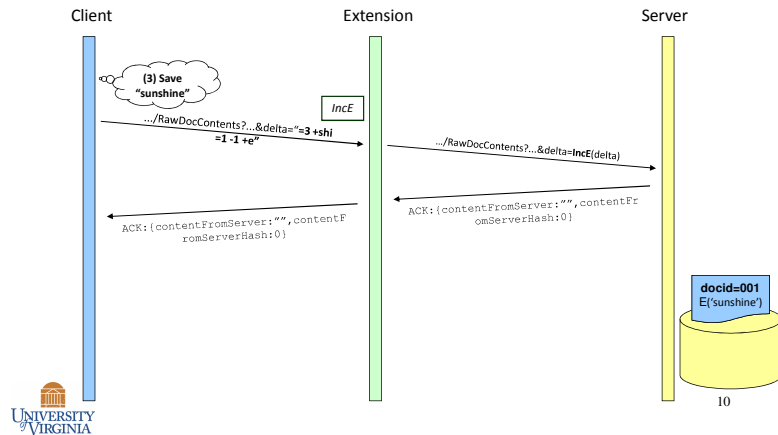 Client
Extension
Server
(3) Save
“sunshine”
IncE
.../RawDocContents?...&delta=“=3 +shi
=1 -1 +e”
.../RawDocContents?...&delta=IncE(delta)
ACK:{contentFromServer:””,contentF
romServerHash:0}
ACK:{contentFromServer:””,contentFr
omServerHash:0}
docid=001
E('sunshine')
10
UNIVERSITY
of VIRGINIA